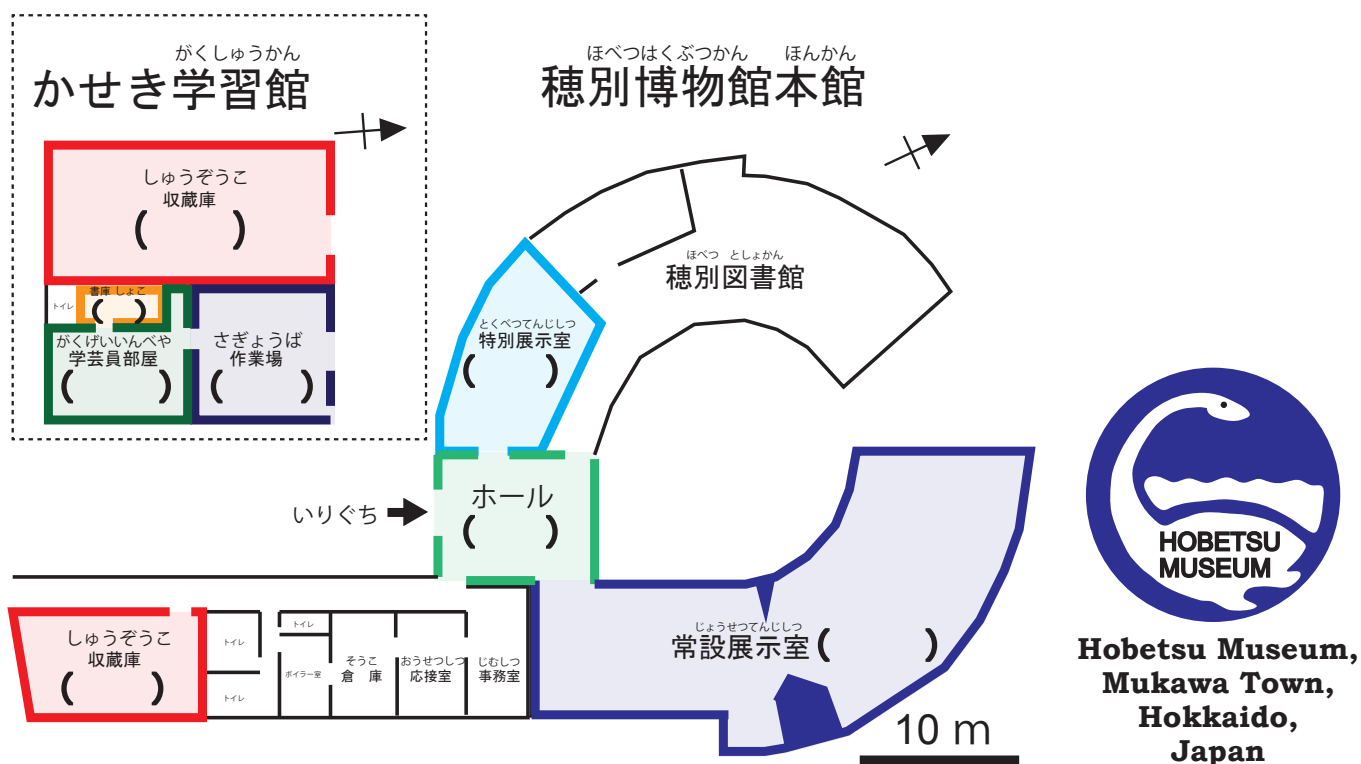 がくしゅうかん
かせき学習館
しゅうぞうこ
収蔵庫
(　　)
トイレ
書庫 しょこ
(　　)
がくげいいんべや
学芸員部屋
(　　)
さぎょうば
作業場
(　　)
ほべつはくぶつかん ほんかん
穂別博物館本館
ほべつ としょかん
穂別図書館
とくべつてんじしつ
特別展示室
(　　)
いりぐち
ホール
(　　)
しゅうぞうこ
収蔵庫
(　　)
トイレ
トイレ
トイレ
ボイラー室
そうこ
倉 庫
おうせつしつ
応接室
じむしつ
事務室
じょうせつてんじしつ
常設展示室(　　)
10 m
HOBETSU
MUSEUM
Hobetsu Museum,
Mukawa Town,
Hokkaido,
Japan